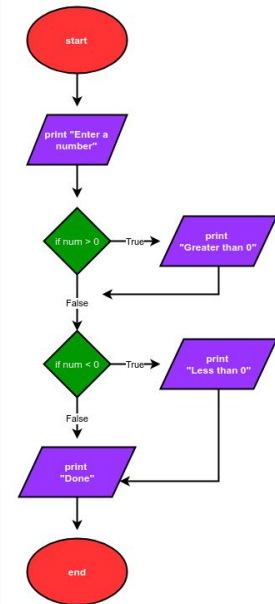 start
print "Enter a
number"
if num > 0
True
print
"Greater than 0"
False
if num < 0
True
print
"Less than 0"
False
print
"Done"
end